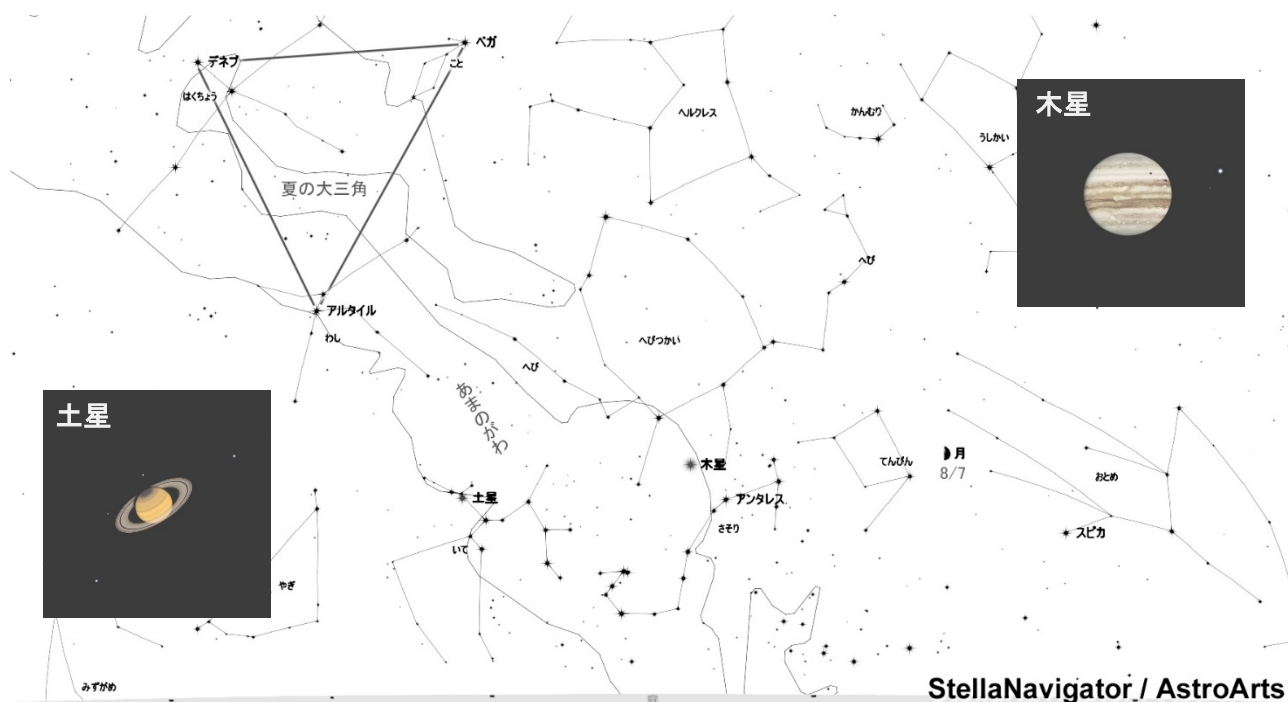 デネブ
ベガ
こと
はくちょう
ヘルクレス
かんむり
うしかい
木星
夏の大三角
へび
アルタイル
わし
へびつかい
へび
あまのがわ
土星
木星
てんびん
月
8/7
おとめ
土星
アンタレス
さそり
スピカ
いて
やぎ
みずがめ
StellaNavigator / AstroArts